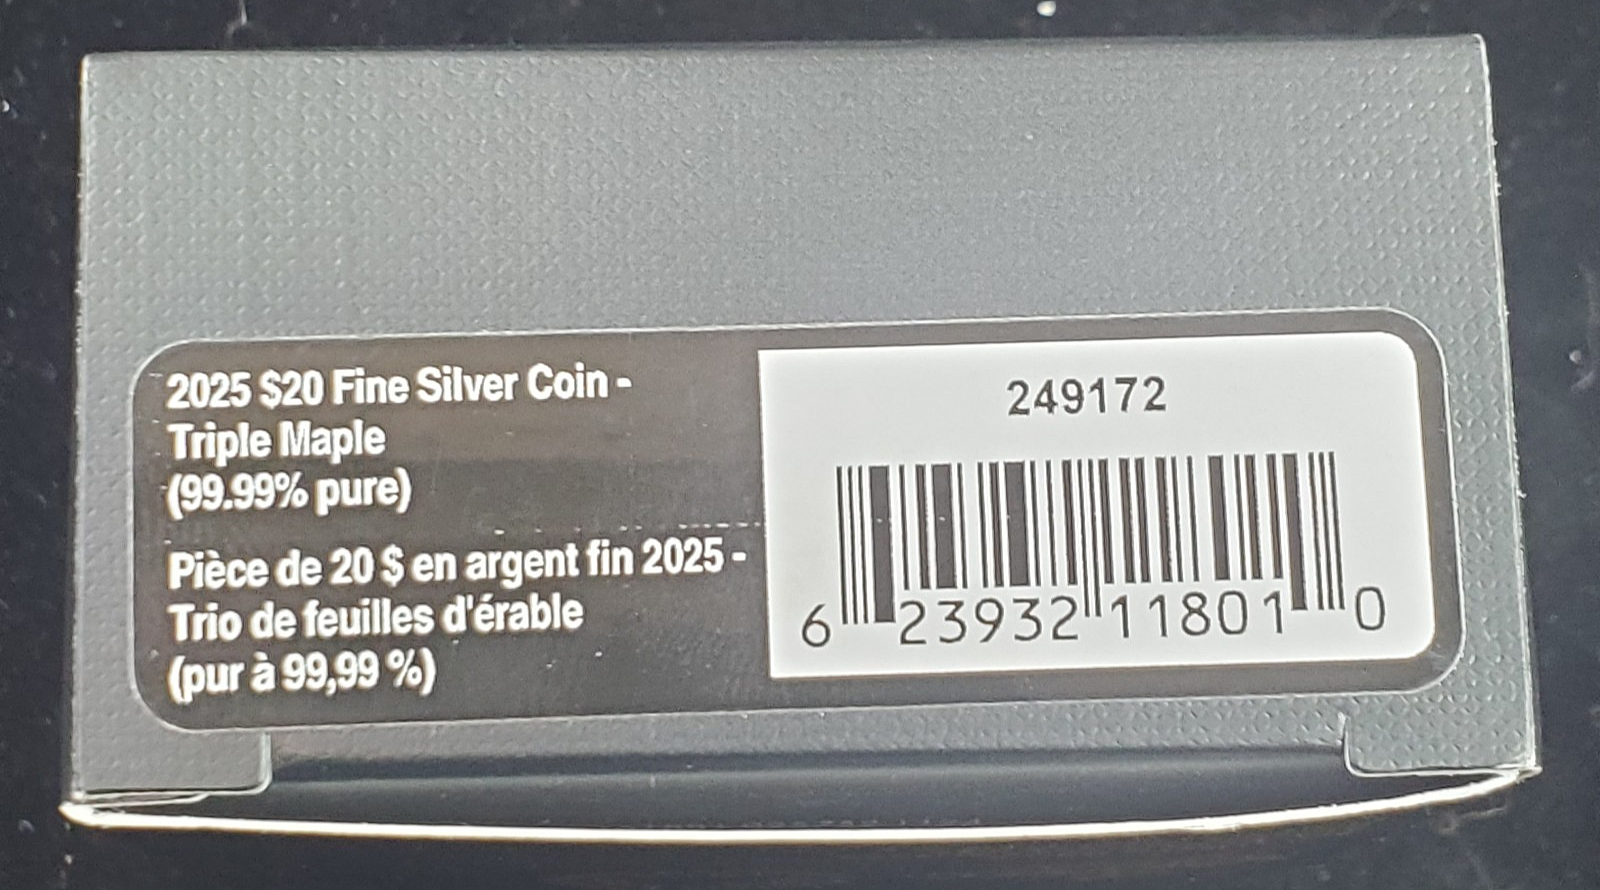 2025 $20 Fine Silver Coin -
Triple Maple
(99.99% pure)
Pièce de 20 $ en argent fin 2025 -
Trio de feuilles d'érable
(pur à 99,99 %)
249172
6 23932 11801 0